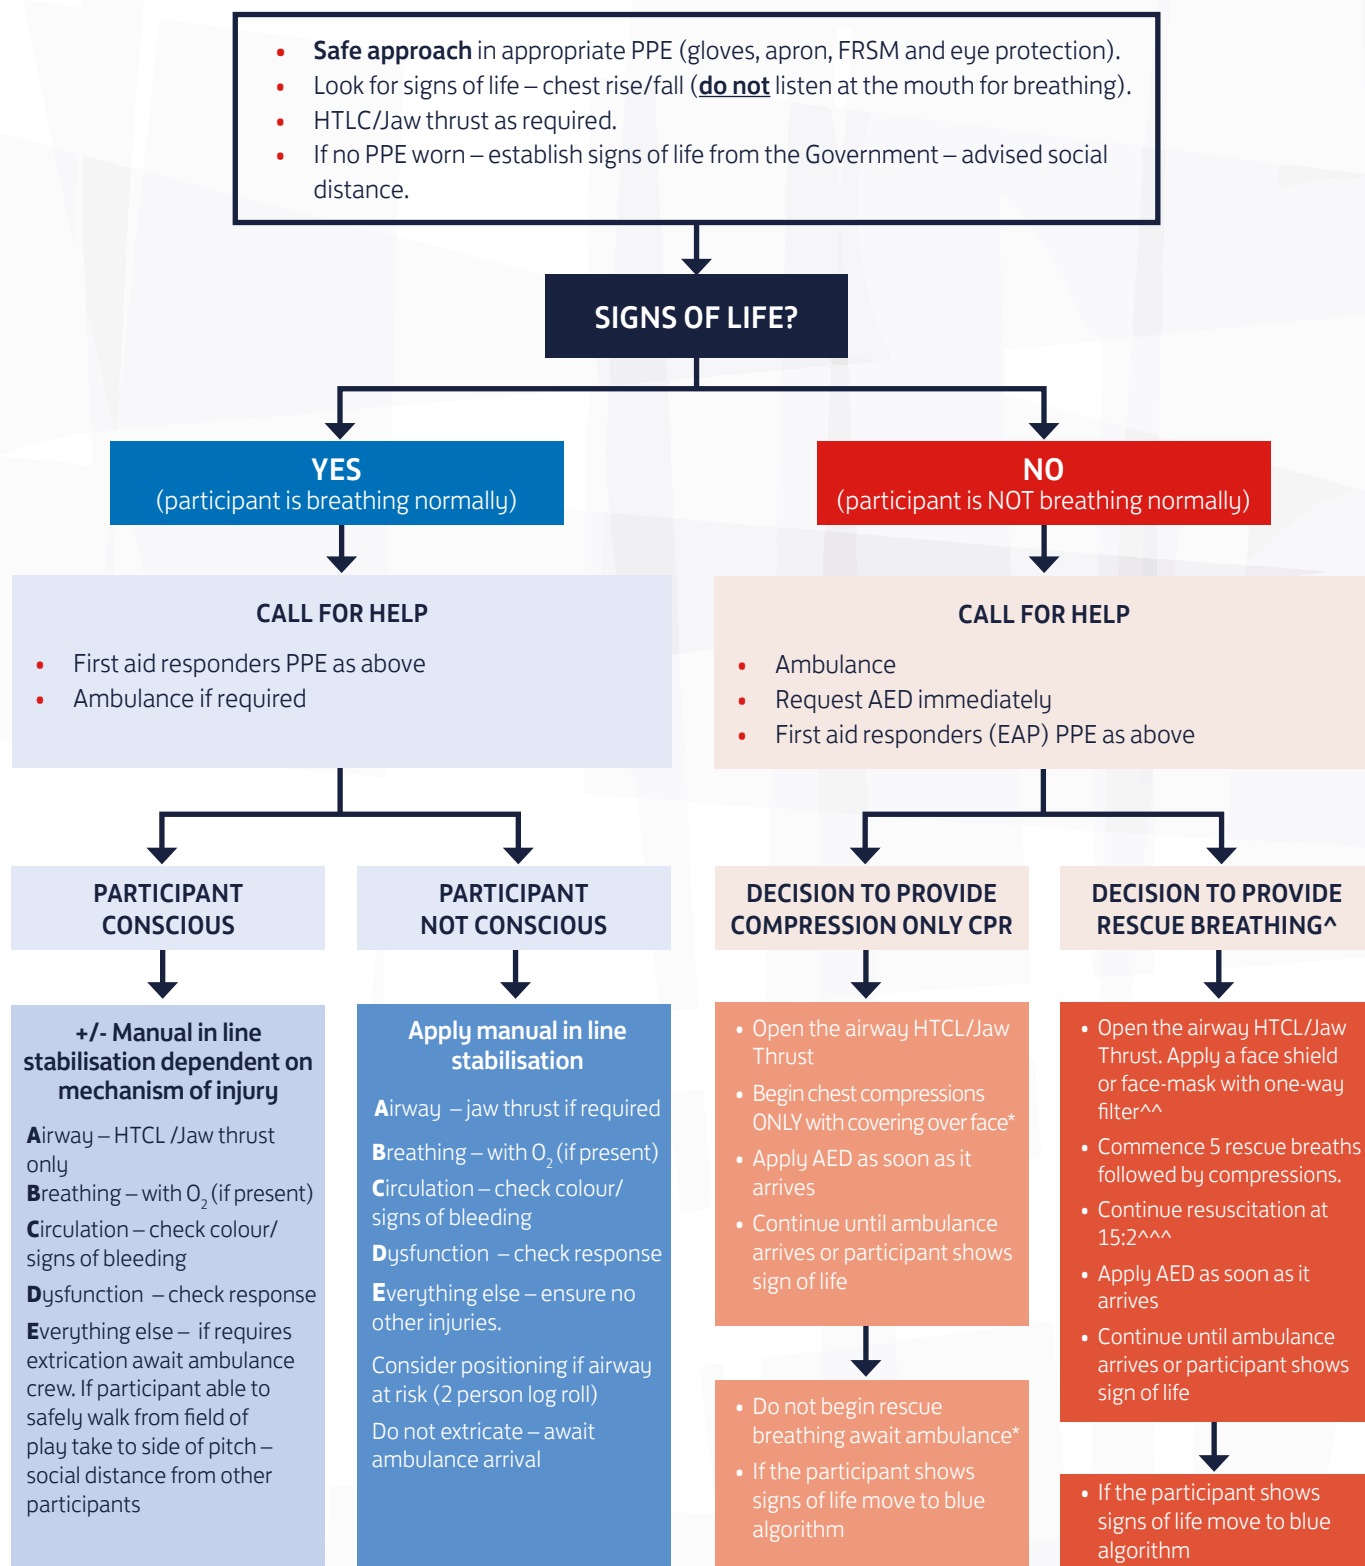 • Safe approach in appropriate PPE (gloves, apron, FRSM and eye protection).
• Look for signs of life – chest rise/fall (do not listen at the mouth for breathing).
• HTLC/Jaw thrust as required.
• If no PPE worn – establish signs of life from the Government – advised social
distance.
SIGNS OF LIFE?
YES
(participant is breathing normally)
NO
(participant is NOT breathing normally)
CALL FOR HELP
• First aid responders PPE as above
• Ambulance if required
CALL FOR HELP
• Ambulance
• Request AED immediately
• First aid responders (EAP) PPE as above
PARTICIPANT
CONSCIOUS
+/- Manual in line
stabilisation dependent on
mechanism of injury
Airway – HTCL /Jaw thrust
only
Breathing – with O₂ (if present)
Circulation – check colour/
signs of bleeding
Dysfunction – check response
Everything else – if requires
extrication await ambulance
crew. If participant able to
safely walk from field of
play take to side of pitch –
social distance from other
participants
PARTICIPANT
NOT CONSCIOUS
Apply manual in line
stabilisation
Airway – jaw thrust if required
Breathing – with O₂ (if present)
Circulation – check colour/
signs of bleeding
Dysfunction – check response
Everything else – ensure no
other injuries.
Consider positioning if airway
at risk (2 person log roll)
Do not extricate – await
ambulance arrival
DECISION TO PROVIDE
COMPRESSION ONLY CPR
• Open the airway HTCL/Jaw
Thrust
• Begin chest compressions
ONLY with covering over face*
• Apply AED as soon as it
arrives
• Continue until ambulance
arrives or participant shows
sign of life
• Do not begin rescue
breathing await ambulance*
• If the participant shows
signs of life move to blue
algorithm
DECISION TO PROVIDE
RESCUE BREATHING^
• Open the airway HTCL/Jaw
Thrust. Apply a face shield
or face-mask with one-way
filter^^
• Commence 5 rescue breaths
followed by compressions.
• Continue resuscitation at
15:2^^^
• Apply AED as soon as it
arrives
• Continue until ambulance
arrives or participant shows
sign of life
• If the participant shows
signs of life move to blue
algorithm